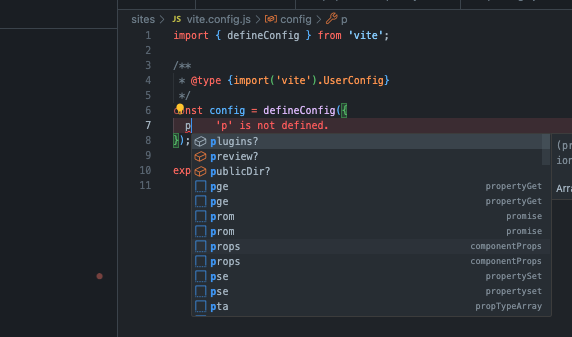 sites > JS vite.config.js > config > p
1 import { defineConfig } from 'vite';
2
3 /**
4 * @type {import('vite').UserConfig}
5 */
6 const config = defineConfig({
7 p 'p' is not defined.
8 });
9
10 exp
11
plugins?
preview?
publicDir?
pge propertyGet
pge propertyGet
prom promise
prom promise
props componentProps
props componentProps
pse propertySet
pse propertyset
pta propTypeArray
(pr
ion
Arra